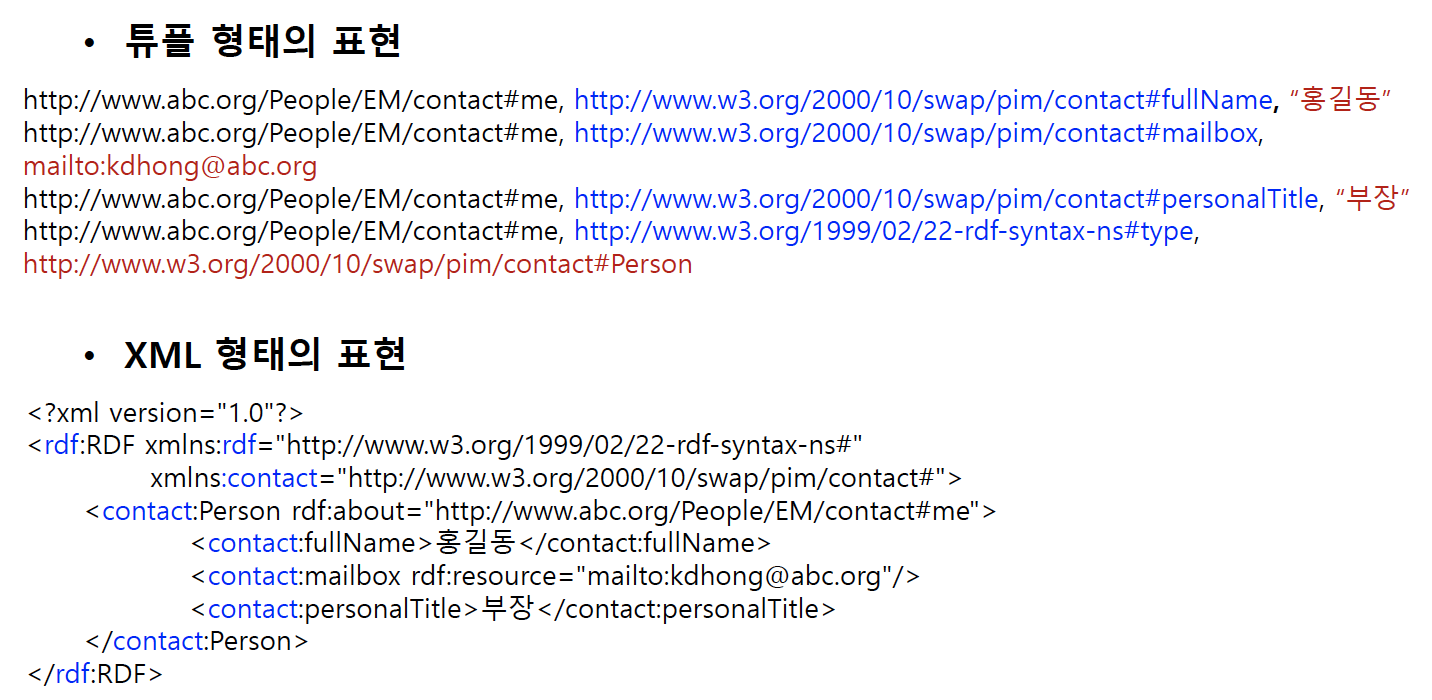 • 튜플 형태의 표현
http://www.abc.org/People/EM/contact#me, http://www.w3.org/2000/10/swap/pim/contact#fullName, “홍길동”
http://www.abc.org/People/EM/contact#me, http://www.w3.org/2000/10/swap/pim/contact#mailbox,
mailto:kdhong@abc.org
http://www.abc.org/People/EM/contact#me, http://www.w3.org/2000/10/swap/pim/contact#personalTitle, “부장”
http://www.abc.org/People/EM/contact#me, http://www.w3.org/1999/02/22-rdf-syntax-ns#type,
http://www.w3.org/2000/10/swap/pim/contact#Person
• XML 형태의 표현
<?xml version="1.0"?>
<rdf:RDF xmlns:rdf="http://www.w3.org/1999/02/22-rdf-syntax-ns#"
xmlns:contact="http://www.w3.org/2000/10/swap/pim/contact#">
<contact:Person rdf:about="http://www.abc.org/People/EM/contact#me">
<contact:fullName>홍길동</contact:fullName>
<contact:mailbox rdf:resource="mailto:kdhong@abc.org"/>
<contact:personalTitle>부장</contact:personalTitle>
</contact:Person>
</rdf:RDF>